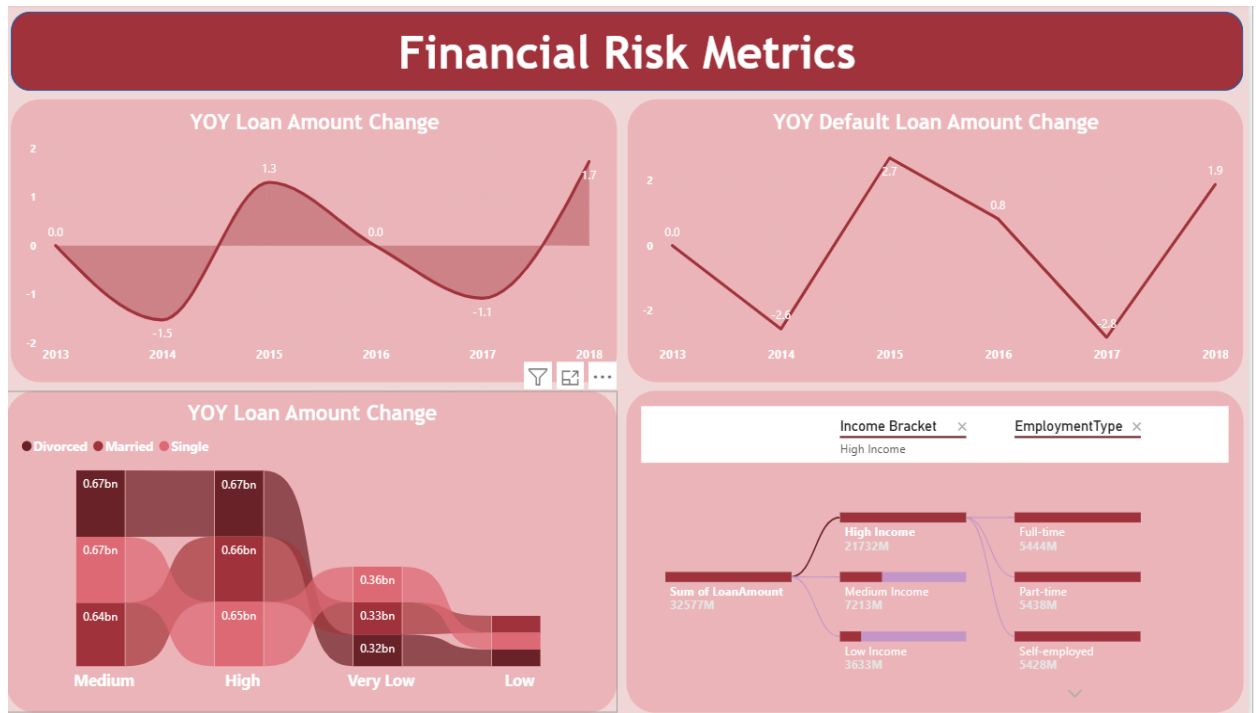 Financial Risk Metrics
YOY Loan Amount Change
2
1
0
-1
-2
0.0
-1.5
1.3
0.0
-1.1
1.7
2013 2014 2015 2016 2017 2018
YOY Default Loan Amount Change
2
0
-2
0.0
-2.6
2.7
0.8
-2.8
1.9
2013 2014 2015 2016 2017 2018
YOY Loan Amount Change
Divorced Married Single
0.67bn 0.67bn
0.67bn 0.66bn 0.36bn
0.64bn 0.65bn 0.33bn
0.32bn
Medium High Very Low Low
Income Bracket EmploymentType
High Income
Sum of LoanAmount
32577M
High Income
21732M
Medium Income
7213M
Low Income
3633M
Full-time
5444M
Part-time
5438M
Self-employed
5428M